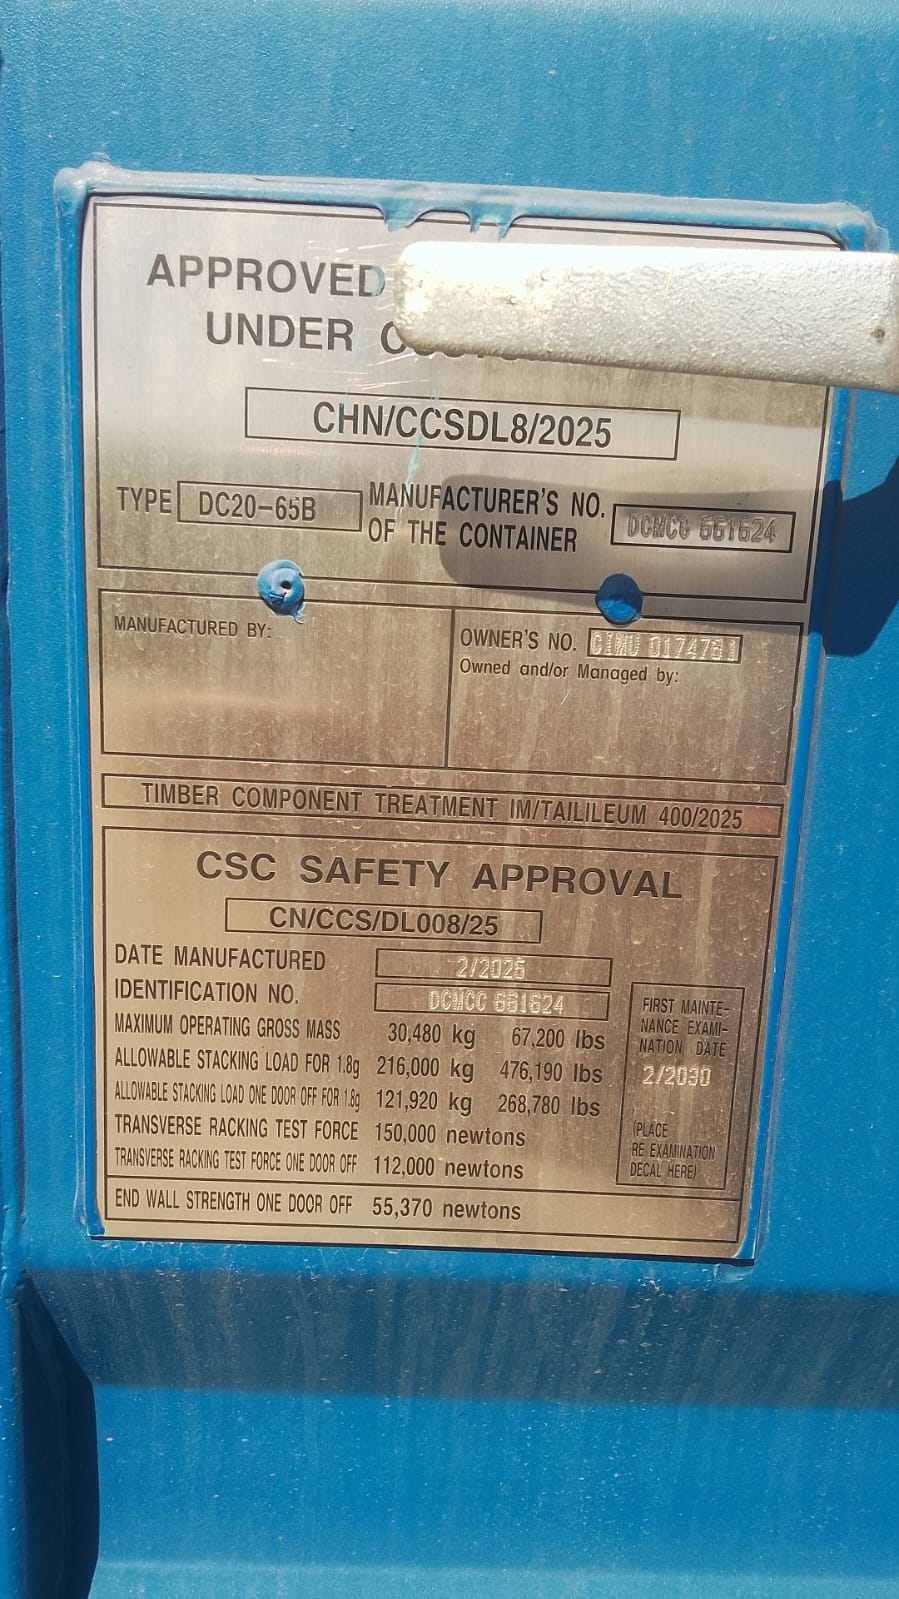 APPROVED
UNDER
CHN/CCSDL8/2025
TYPE DC20-65B MANUFACTURER'S NO.
OF THE CONTAINER DCMCC 661624
MANUFACTURED BY:
OWNER'S NO. CIMU 0174781
Owned and/or Managed by:
TIMBER COMPONENT TREATMENT IM/TAILILEUM 400/2025
CSC SAFETY APPROVAL
CN/CCS/DL008/25
DATE MANUFACTURED 2/2025
IDENTIFICATION NO. DCMCC 661624
MAXIMUM OPERATING GROSS MASS 30,480 kg 67,200 lbs
ALLOWABLE STACKING LOAD FOR 1.8g 216,000 kg 476,190 lbs
ALLOWABLE STACKING LOAD ONE DOOR OFF FOR 1.8g 121,920 kg 268,780 lbs
TRANSVERSE RACKING TEST FORCE 150,000 newtons
TRANSVERSE RACKING TEST FORCE ONE DOOR OFF 112,000 newtons
END WALL STRENGTH ONE DOOR OFF 55,370 newtons
FIRST MAINTE-
NANCE EXAMI-
NATION DATE
2/2030
(PLACE
RE EXAMINATION
DECAL HERE)